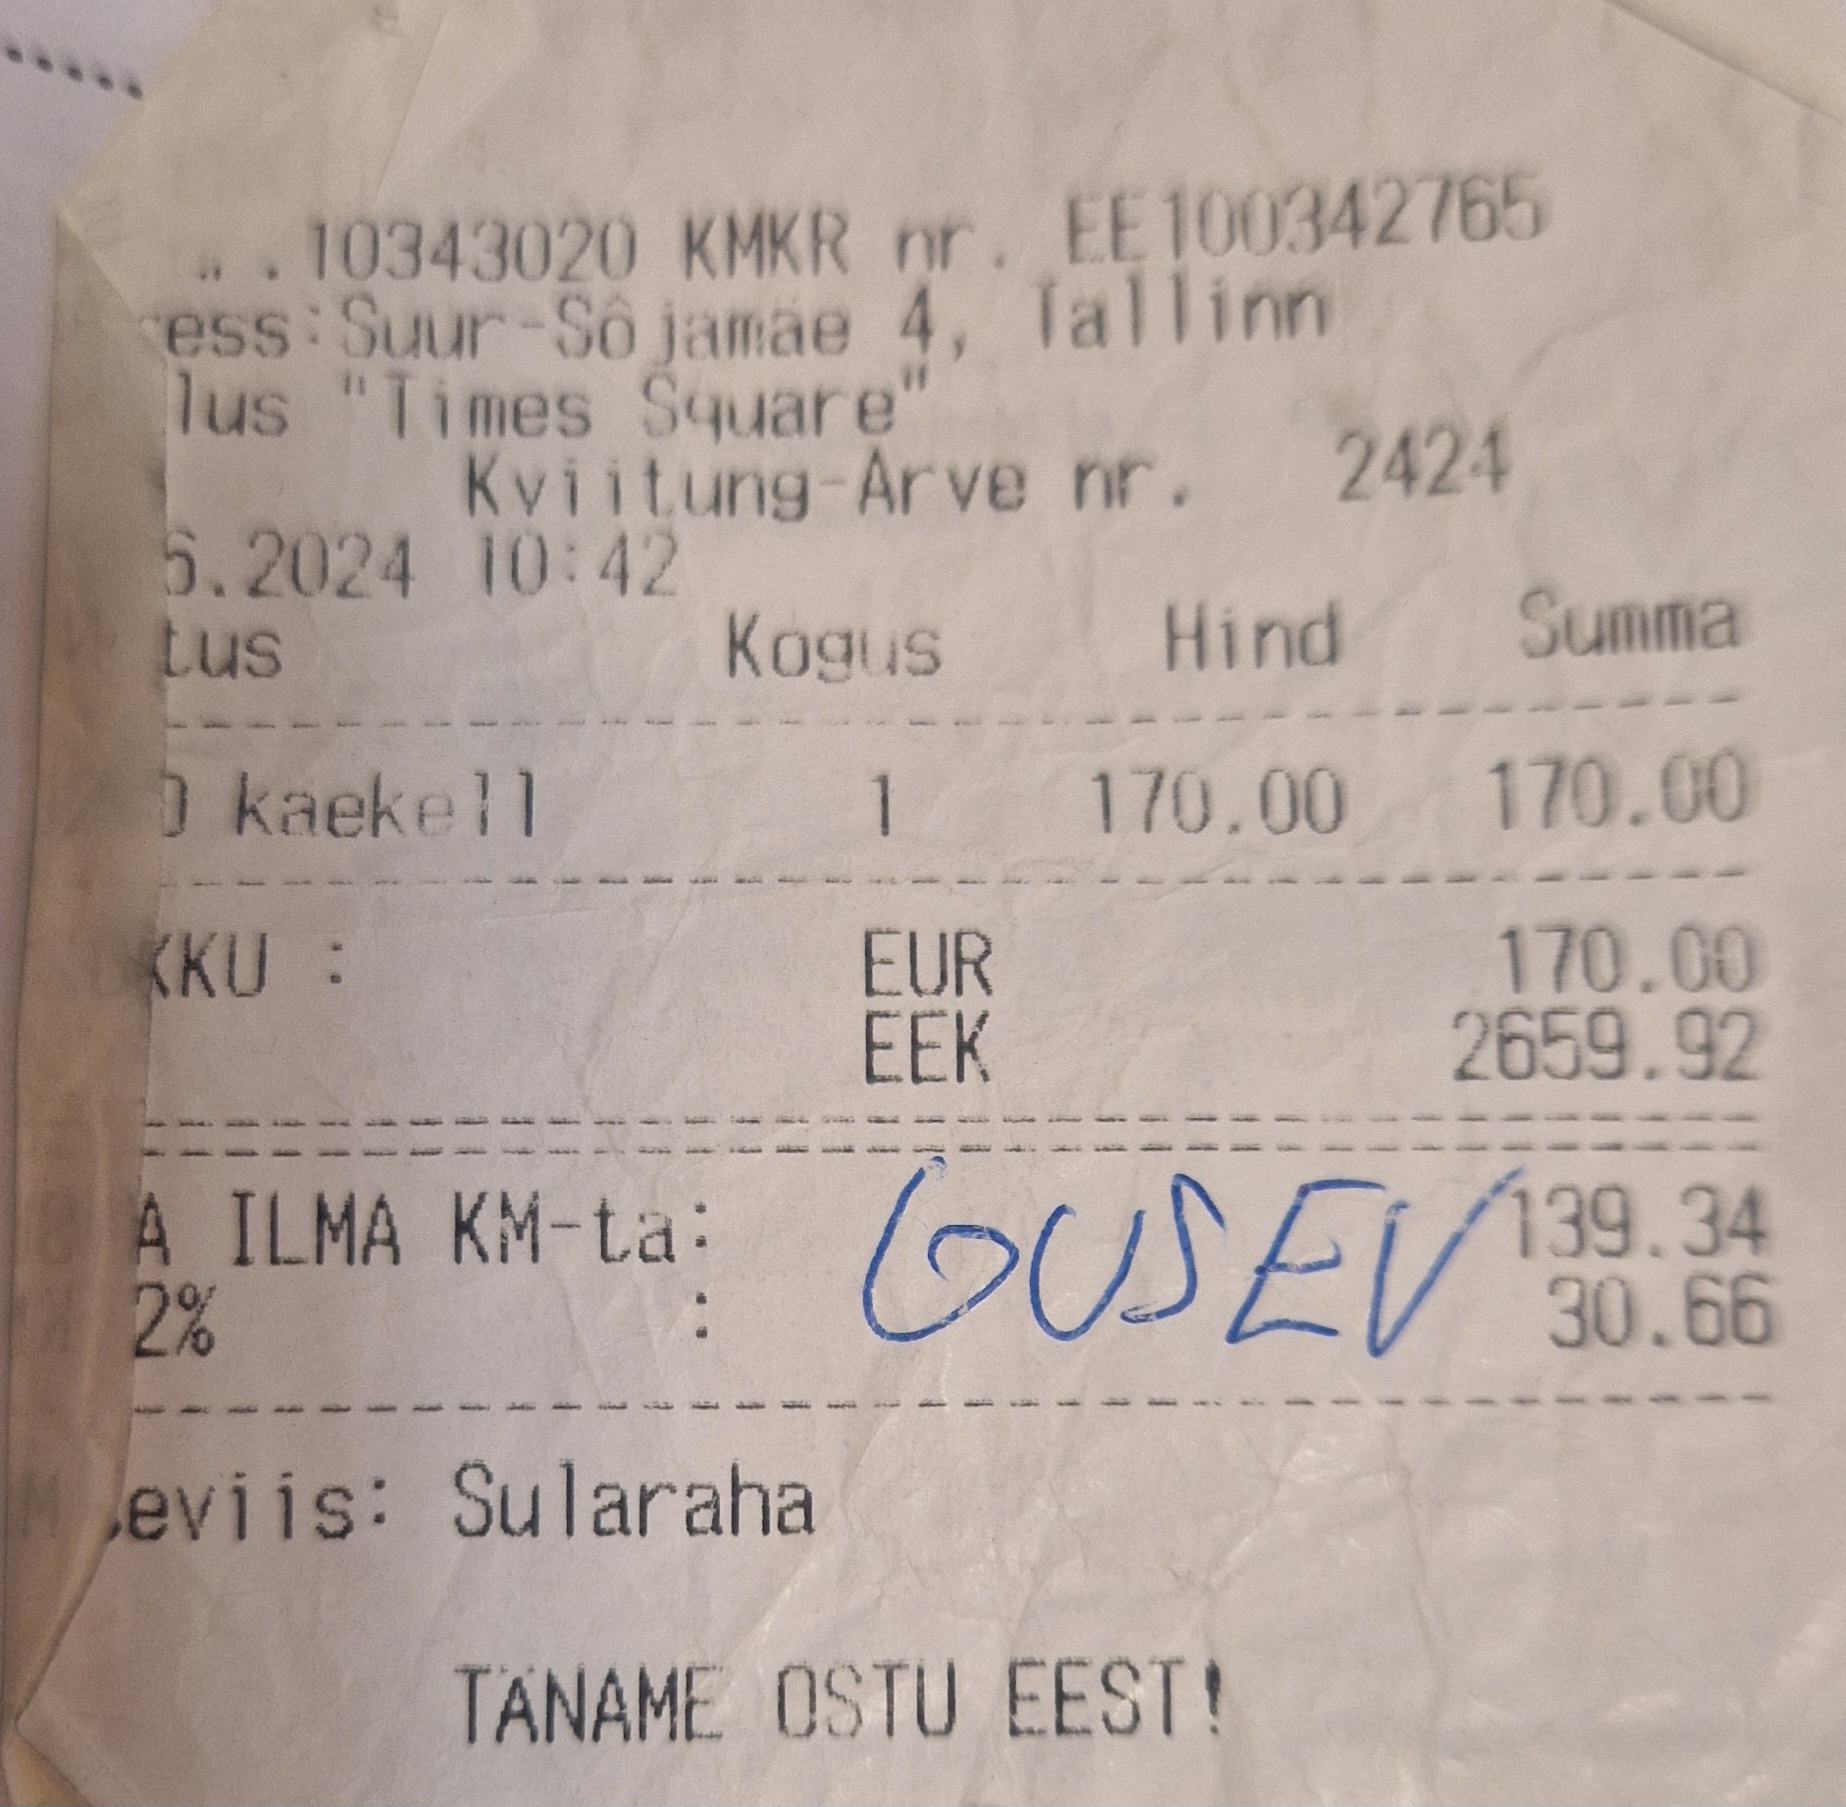 .10343020 KMKR nr. EE100342765
ress:Suur-Sôjamäe 4, Tallinn
lus "Times Square"
Kviitung-Arve nr. 2424
6.2024 10:42
tus Kogus Hind Summa
kaekell 1 170.00 170.00
KKU : EUR 170.00
EEK 2659.92
A ILMA KM-ta: GUSEV 139.34
2% : 30.66
eviis: Sularaha
TÄNAME OSTU EEST!